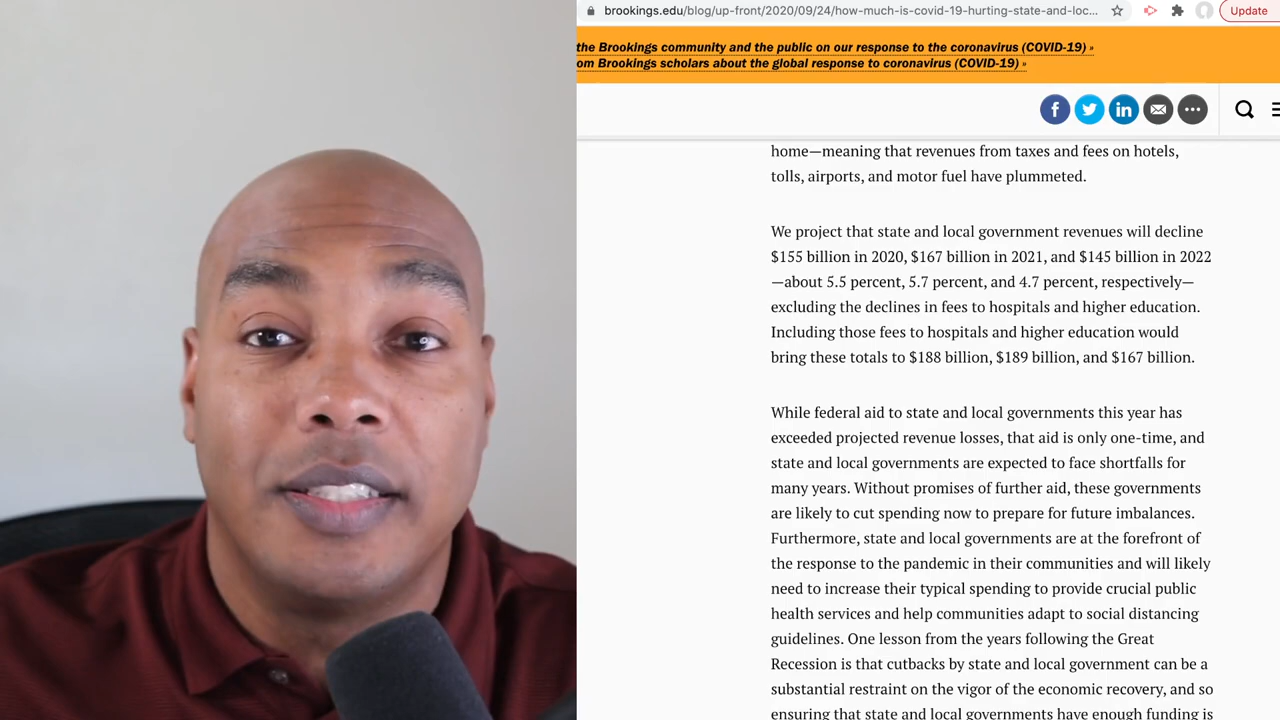 brookings.edu/blog/up-front/2020/09/24/how-much-is-covid-19-hurting-state-and-loc...
Update
the Brookings community and the public on our response to the coronavirus (COVID-19) »
om Brookings scholars about the global response to coronavirus (COVID-19) »
home—meaning that revenues from taxes and fees on hotels,
tolls, airports, and motor fuel have plummeted.
We project that state and local government revenues will decline
$155 billion in 2020, $167 billion in 2021, and $145 billion in 2022
—about 5.5 percent, 5.7 percent, and 4.7 percent, respectively—
excluding the declines in fees to hospitals and higher education.
Including those fees to hospitals and higher education would
bring these totals to $188 billion, $189 billion, and $167 billion.
While federal aid to state and local governments this year has
exceeded projected revenue losses, that aid is only one-time, and
state and local governments are expected to face shortfalls for
many years. Without promises of further aid, these governments
are likely to cut spending now to prepare for future imbalances.
Furthermore, state and local governments are at the forefront of
the response to the pandemic in their communities and will likely
need to increase their typical spending to provide crucial public
health services and help communities adapt to social distancing
guidelines. One lesson from the years following the Great
Recession is that cutbacks by state and local government can be a
substantial restraint on the vigor of the economic recovery, and so
ensuring that state and local governments have enough funding is